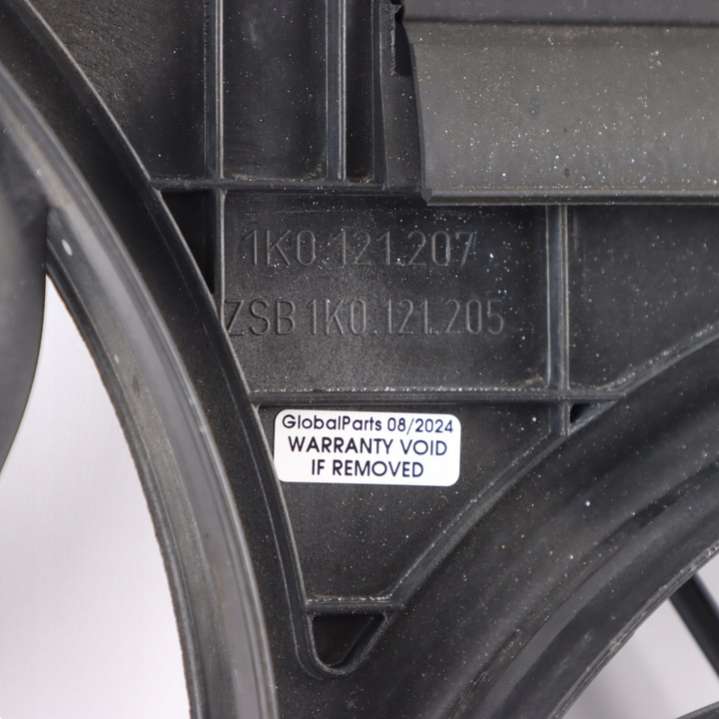 1K0.121.207
ZSB 1K0.121.205
GlobalParts 08/2024
WARRANTY VOID
IF REMOVED